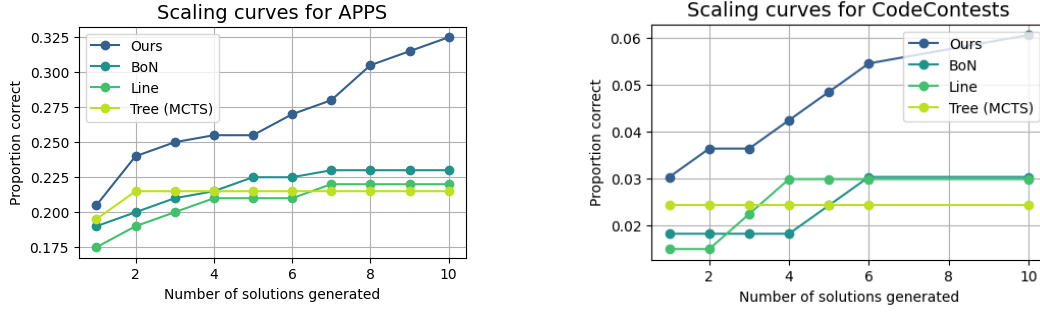 Scaling curves for APPS
Proportion correct
0.325
0.300
0.275
0.250
0.225
0.200
0.175
Ours
BoN
Line
Tree (MCTS)
2 4 6 8 10
Number of solutions generated
Scaling curves for CodeContests
Proportion correct
0.06
0.05
0.04
0.03
0.02
Ours
BoN
Line
Tree (MCTS)
2 4 6 8 10
Number of solutions generated